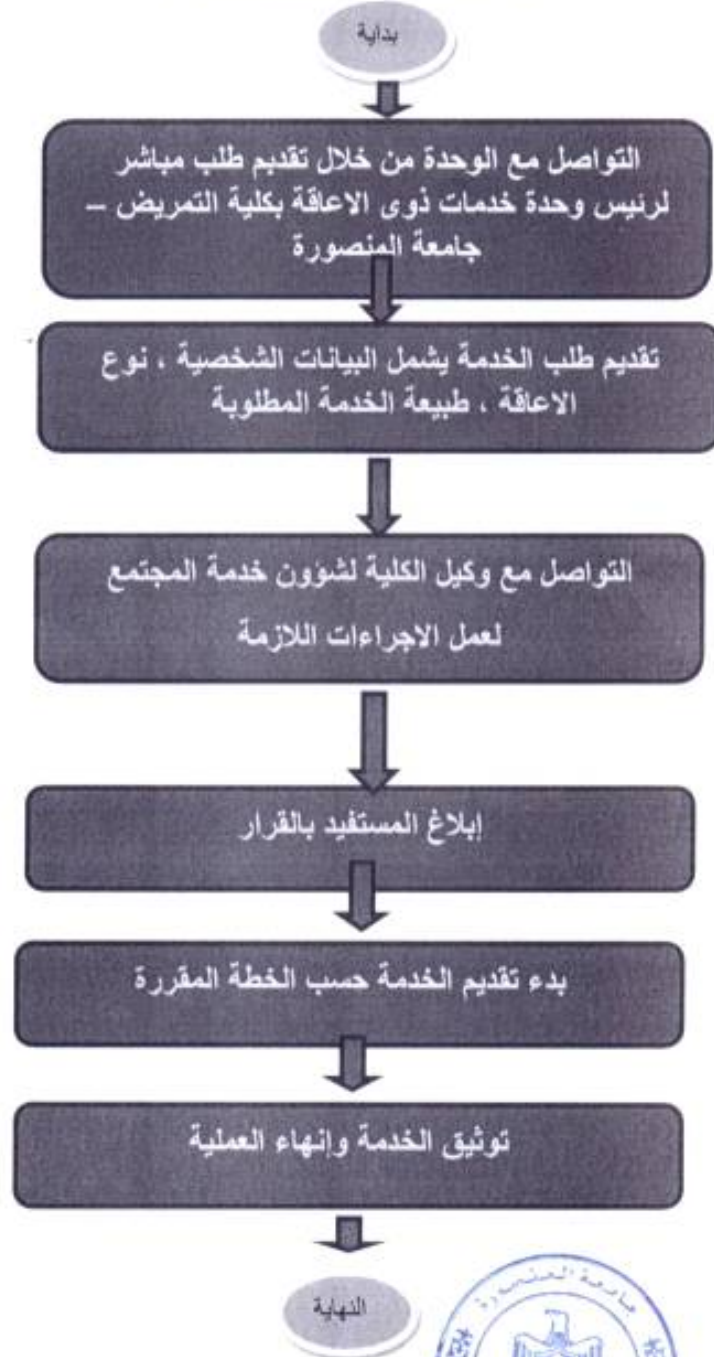 بداية
التواصل مع الوحدة من خلال تقديم طلب مباشر
لرئيس وحدة خدمات ذوى الاعاقة بكلية التمريض –
جامعة المنصورة
تقديم طلب الخدمة يشمل البيانات الشخصية ، نوع
الاعاقة ، طبيعة الخدمة المطلوبة
التواصل مع وكيل الكلية لشؤون خدمة المجتمع
لعمل الاجراءات اللازمة
إبلاغ المستفيد بالقرار
بدء تقديم الخدمة حسب الخطة المقررة
توثيق الخدمة وإنهاء العملية
النهاية
جامعة المنصورة